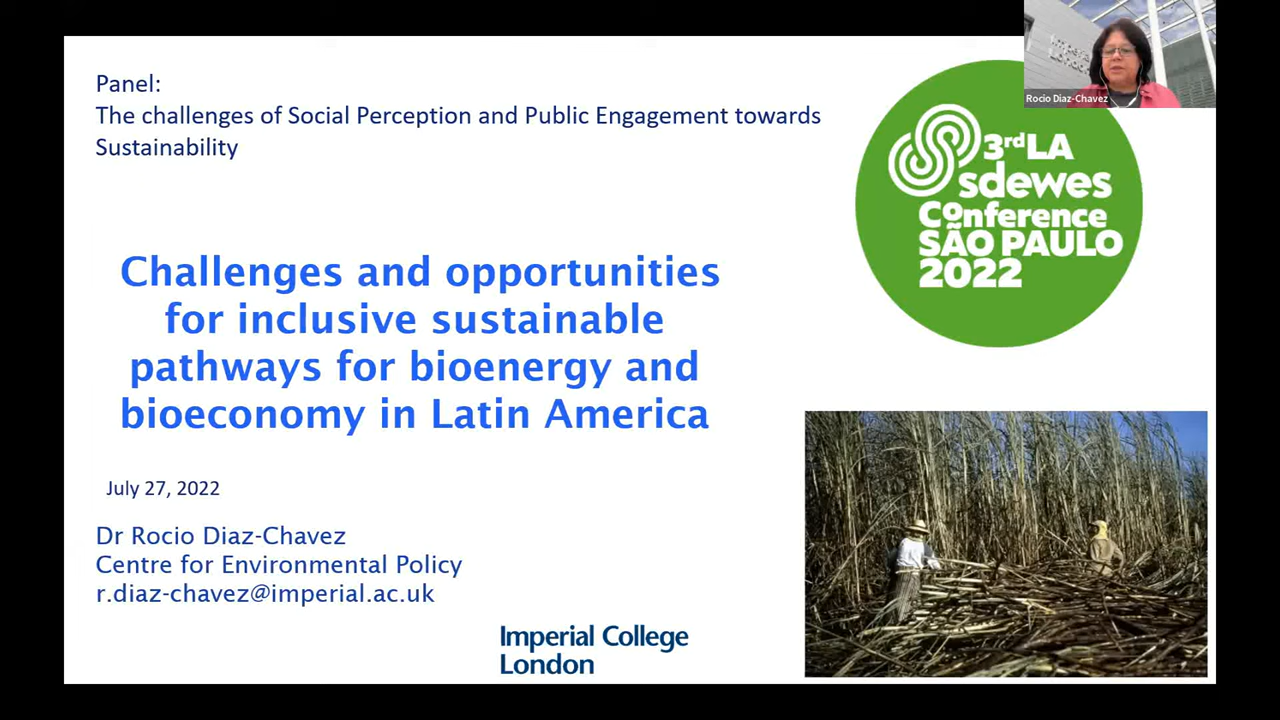 Panel:
The challenges of Social Perception and Public Engagement towards
Sustainability
Rocio Diaz-Chavez
3rd LA
sdewes
Conference
SÃO PAULO
2022
Challenges and opportunities
for inclusive sustainable
pathways for bioenergy and
bioeconomy in Latin America
July 27, 2022
Dr Rocio Diaz-Chavez
Centre for Environmental Policy
r.diaz-chavez@imperial.ac.uk
Imperial College
London